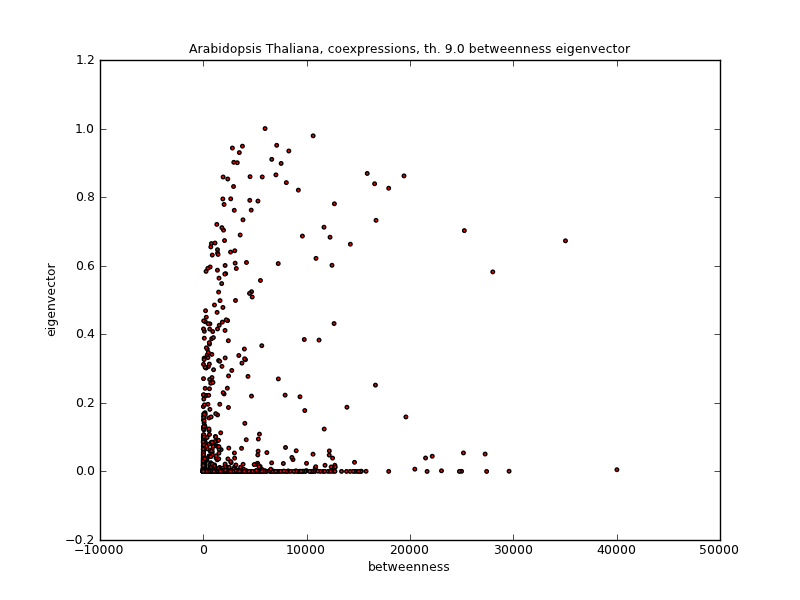 Arabidopsis Thaliana, coexpressions, th. 9.0 betweenness eigenvector
1.2
1.0
0.8
0.6
0.4
0.2
0.0
−0.2
eigenvector
−10000 0 10000 20000 30000 40000 50000
betweenness